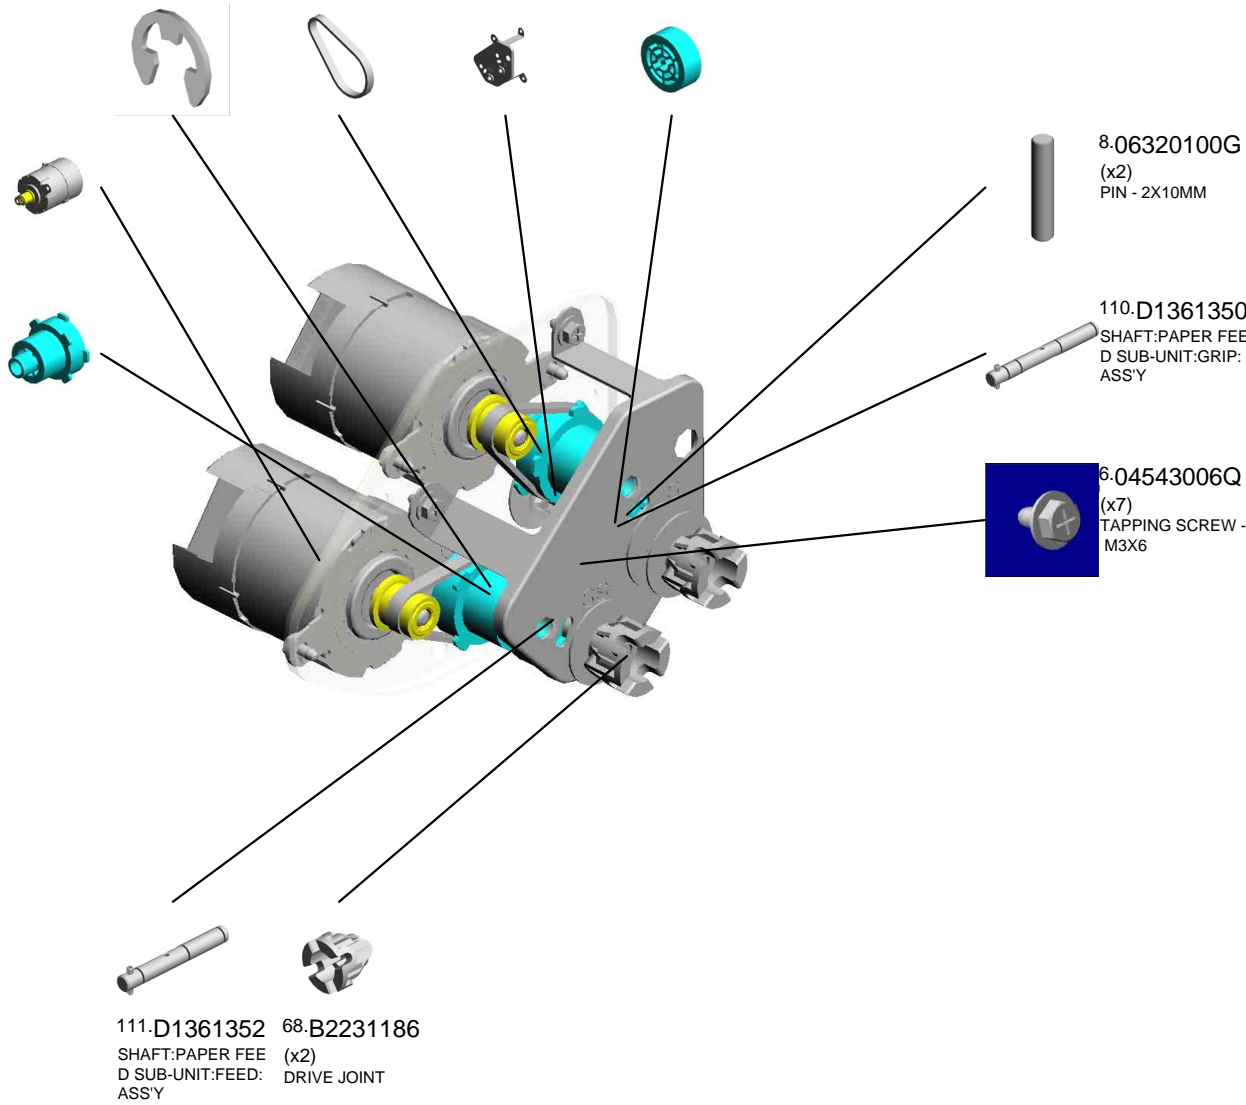 8.06320100G
(x2)
PIN - 2X10MM
110.D1361350
SHAFT:PAPER FEE
D SUB-UNIT:GRIP:
ASS'Y
6.04543006Q
(x7)
TAPPING SCREW -
M3X6
111.D1361352
SHAFT:PAPER FEE
D SUB-UNIT:FEED:
ASS'Y
68.B2231186
(x2)
DRIVE JOINT